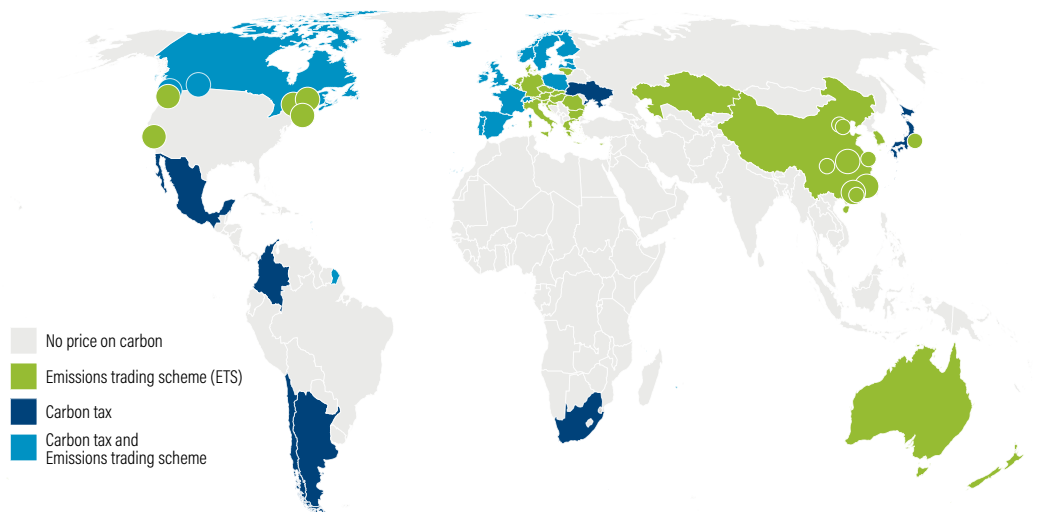 No price on carbon
Emissions trading scheme (ETS)
Carbon tax
Carbon tax and
Emissions trading scheme